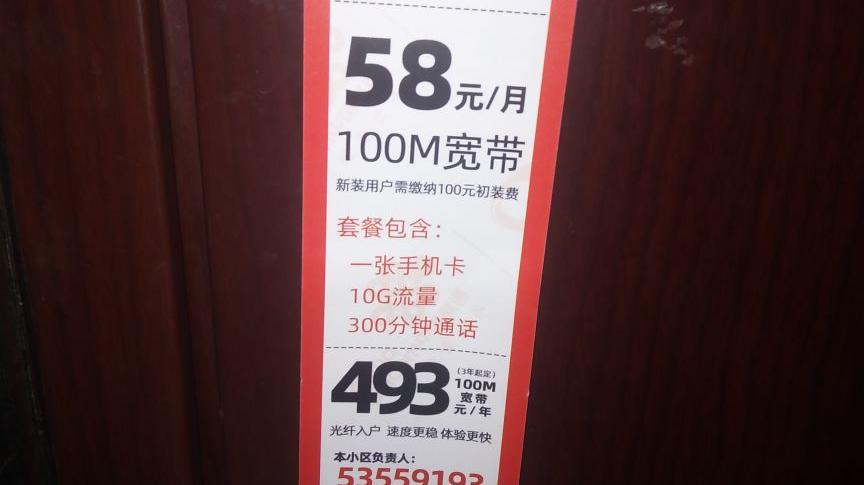 58元/月
100M宽带
新装用户需缴纳100元初装费
套餐包含：
一张手机卡
10G流量
300分钟通话
493
(3年起定)
100M
宽带
元/年
光纤入户 速度更稳 体验更快
本小区负责人：
53559193